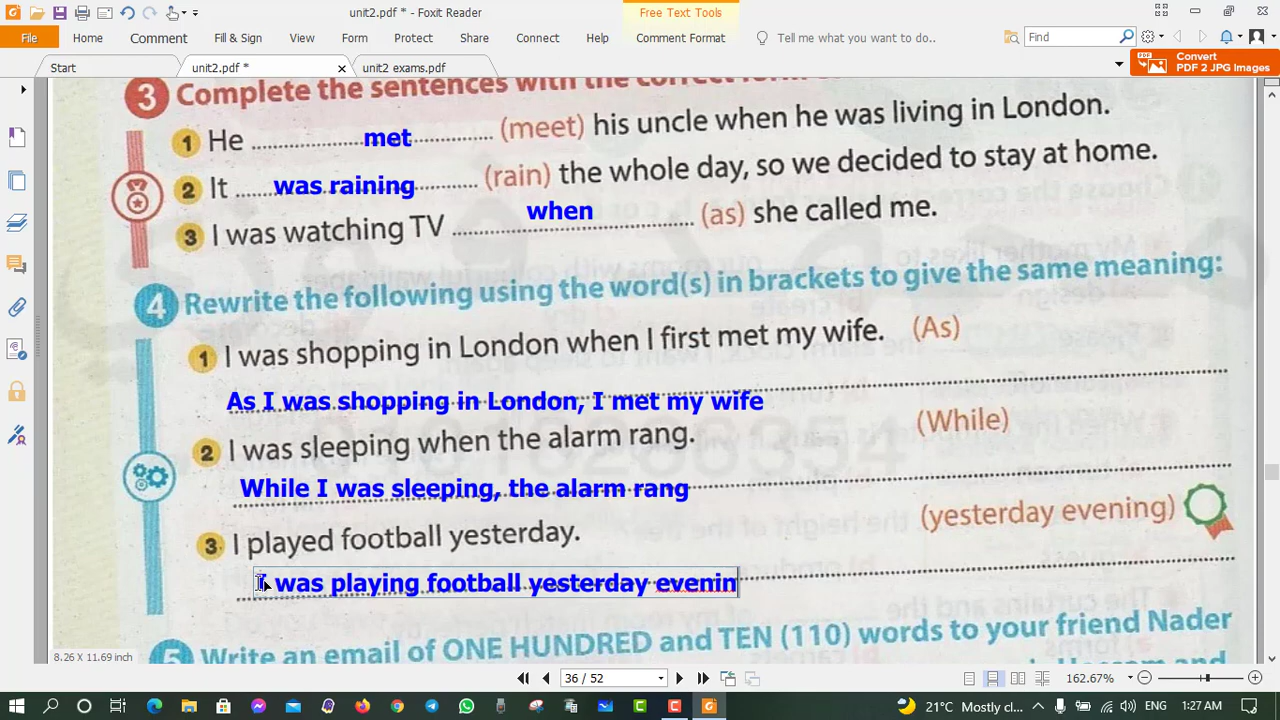 unit2.pdf * - Foxit Reader
Free Text Tools
File Home Comment Fill & Sign View Form Protect Share Connect Help Comment Format Tell me what you want to do... Find
Start unit2.pdf * unit2 exams.pdf
Convert
PDF 2 JPG Images
3 Complete the sentences with the correct form
1 He met (meet) his uncle when he was living in London.
2 It was raining (rain) the whole day, so we decided to stay at home.
3 I was watching TV when (as) she called me.
4 Rewrite the following using the word(s) in brackets to give the same meaning:
1 I was shopping in London when I first met my wife. (As)
As I was shopping in London, I met my wife
2 I was sleeping when the alarm rang. (While)
While I was sleeping, the alarm rang
3 I played football yesterday. (yesterday evening)
I was playing football yesterday evenin
5 Write an email of ONE HUNDRED and TEN (110) words to your friend Nader
8.26 x 11.69 inch
36 / 52
162.67%
21°C Mostly cl... ENG 1:27 AM